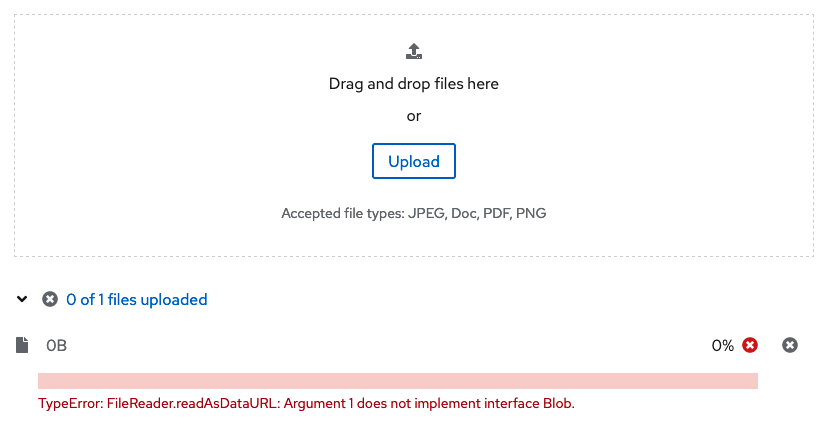 Drag and drop files here
or
Upload
Accepted file types: JPEG, Doc, PDF, PNG
0 of 1 files uploaded
0B 0%
TypeError: FileReader.readAsDataURL: Argument 1 does not implement interface Blob.